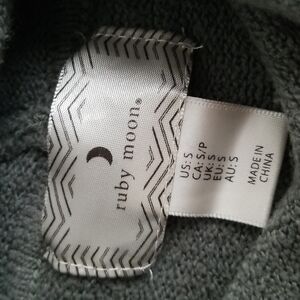 ruby moon®
US: S
CA: S/P
UK: S
EU: S
AU: S
MADE IN
CHINA